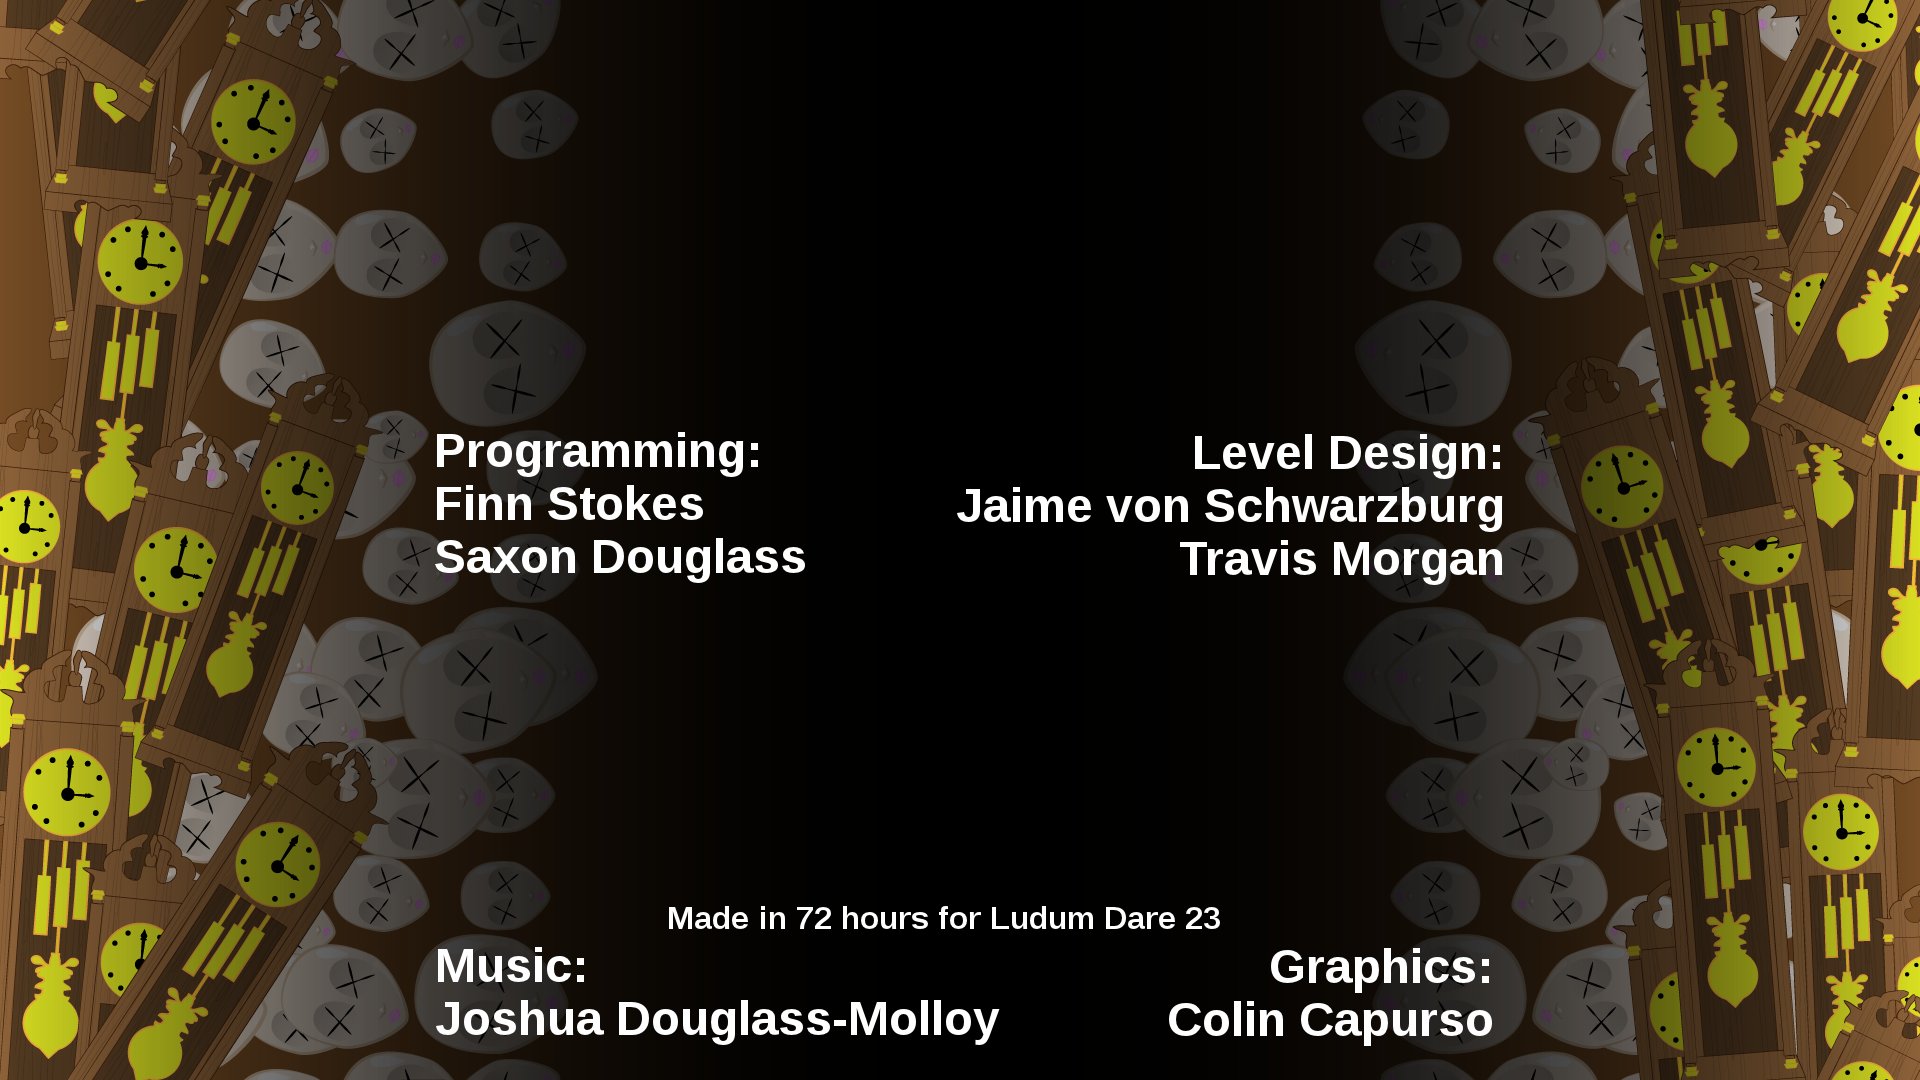 Programming:
Finn Stokes
Saxon Douglass
Level Design:
Jaime von Schwarzburg
Travis Morgan
Made in 72 hours for Ludum Dare 23
Music:
Joshua Douglass-Molloy
Graphics:
Colin Capurso